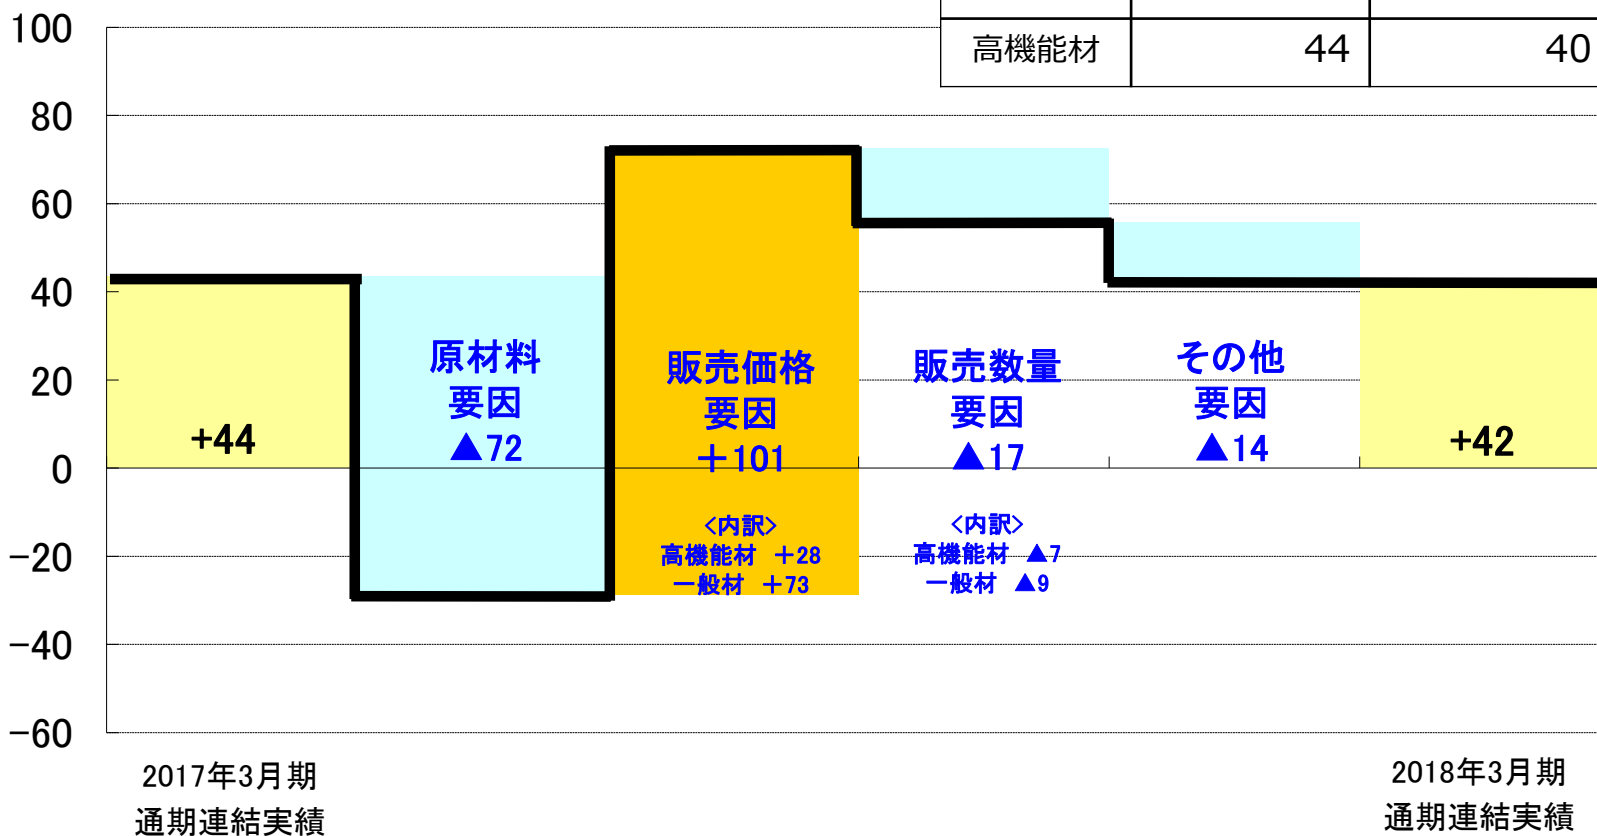 高機能材 44 40
100
80
60
40
20
0
−20
−40
−60
+44
原材料
要因
▲72
販売価格
要因
＋101
<内訳>
高機能材 ＋28
一般材 ＋73
販売数量
要因
▲17
<内訳>
高機能材 ▲7
一般材 ▲9
その他
要因
▲14
+42
2017年3月期
通期連結実績
2018年3月期
通期連結実績